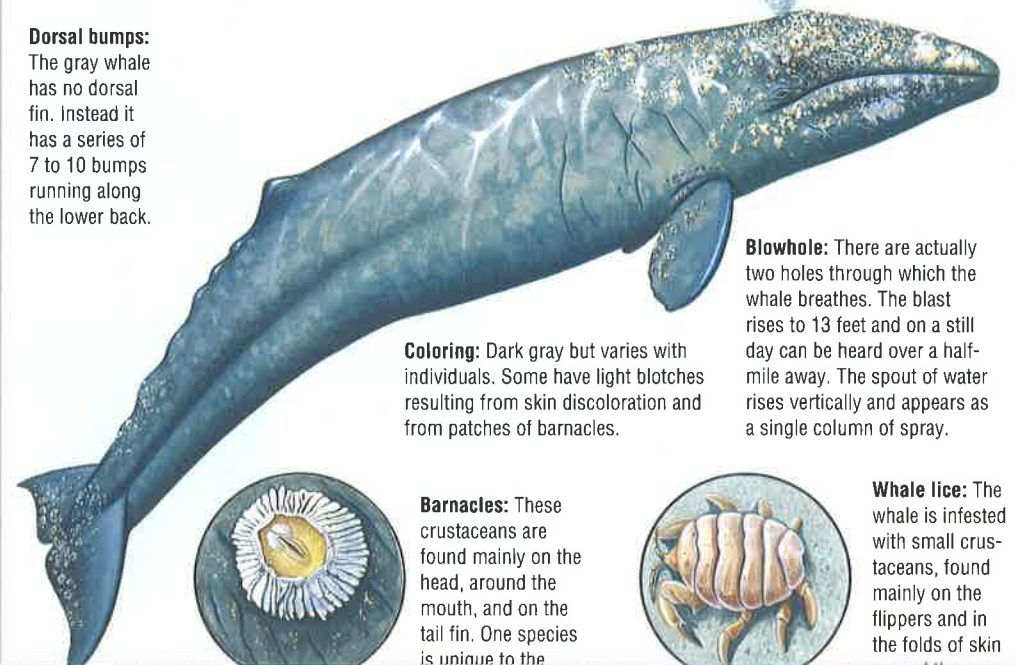 Dorsal bumps:
The gray whale
has no dorsal
fin. Instead it
has a series of
7 to 10 bumps
running along
the lower back.
Blowhole: There are actually
two holes through which the
whale breathes. The blast
rises to 13 feet and on a still
day can be heard over a half-
mile away. The spout of water
rises vertically and appears as
a single column of spray.
Coloring: Dark gray but varies with
individuals. Some have light blotches
resulting from skin discoloration and
from patches of barnacles.
Barnacles: These
crustaceans are
found mainly on the
head, around the
mouth, and on the
tail fin. One species
is unique to the
Whale lice: The
whale is infested
with small crus-
taceans, found
mainly on the
flippers and in
the folds of skin